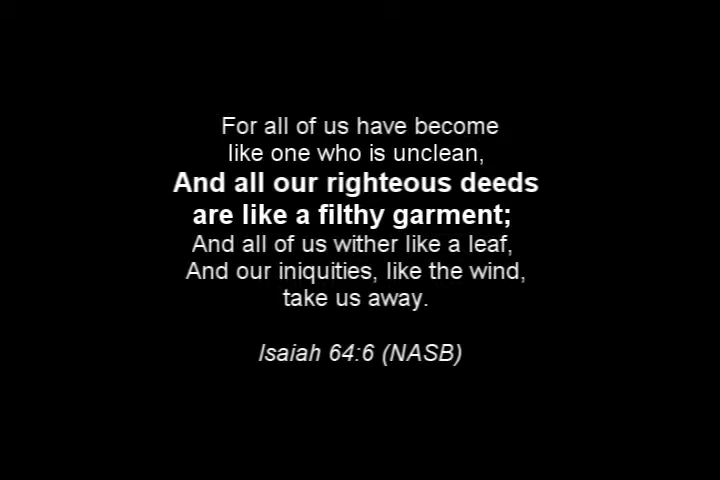 For all of us have become
like one who is unclean,
And all our righteous deeds
are like a filthy garment;
And all of us wither like a leaf,
And our iniquities, like the wind,
take us away.
Isaiah 64:6 (NASB)